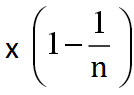 x (1 − 1/n)